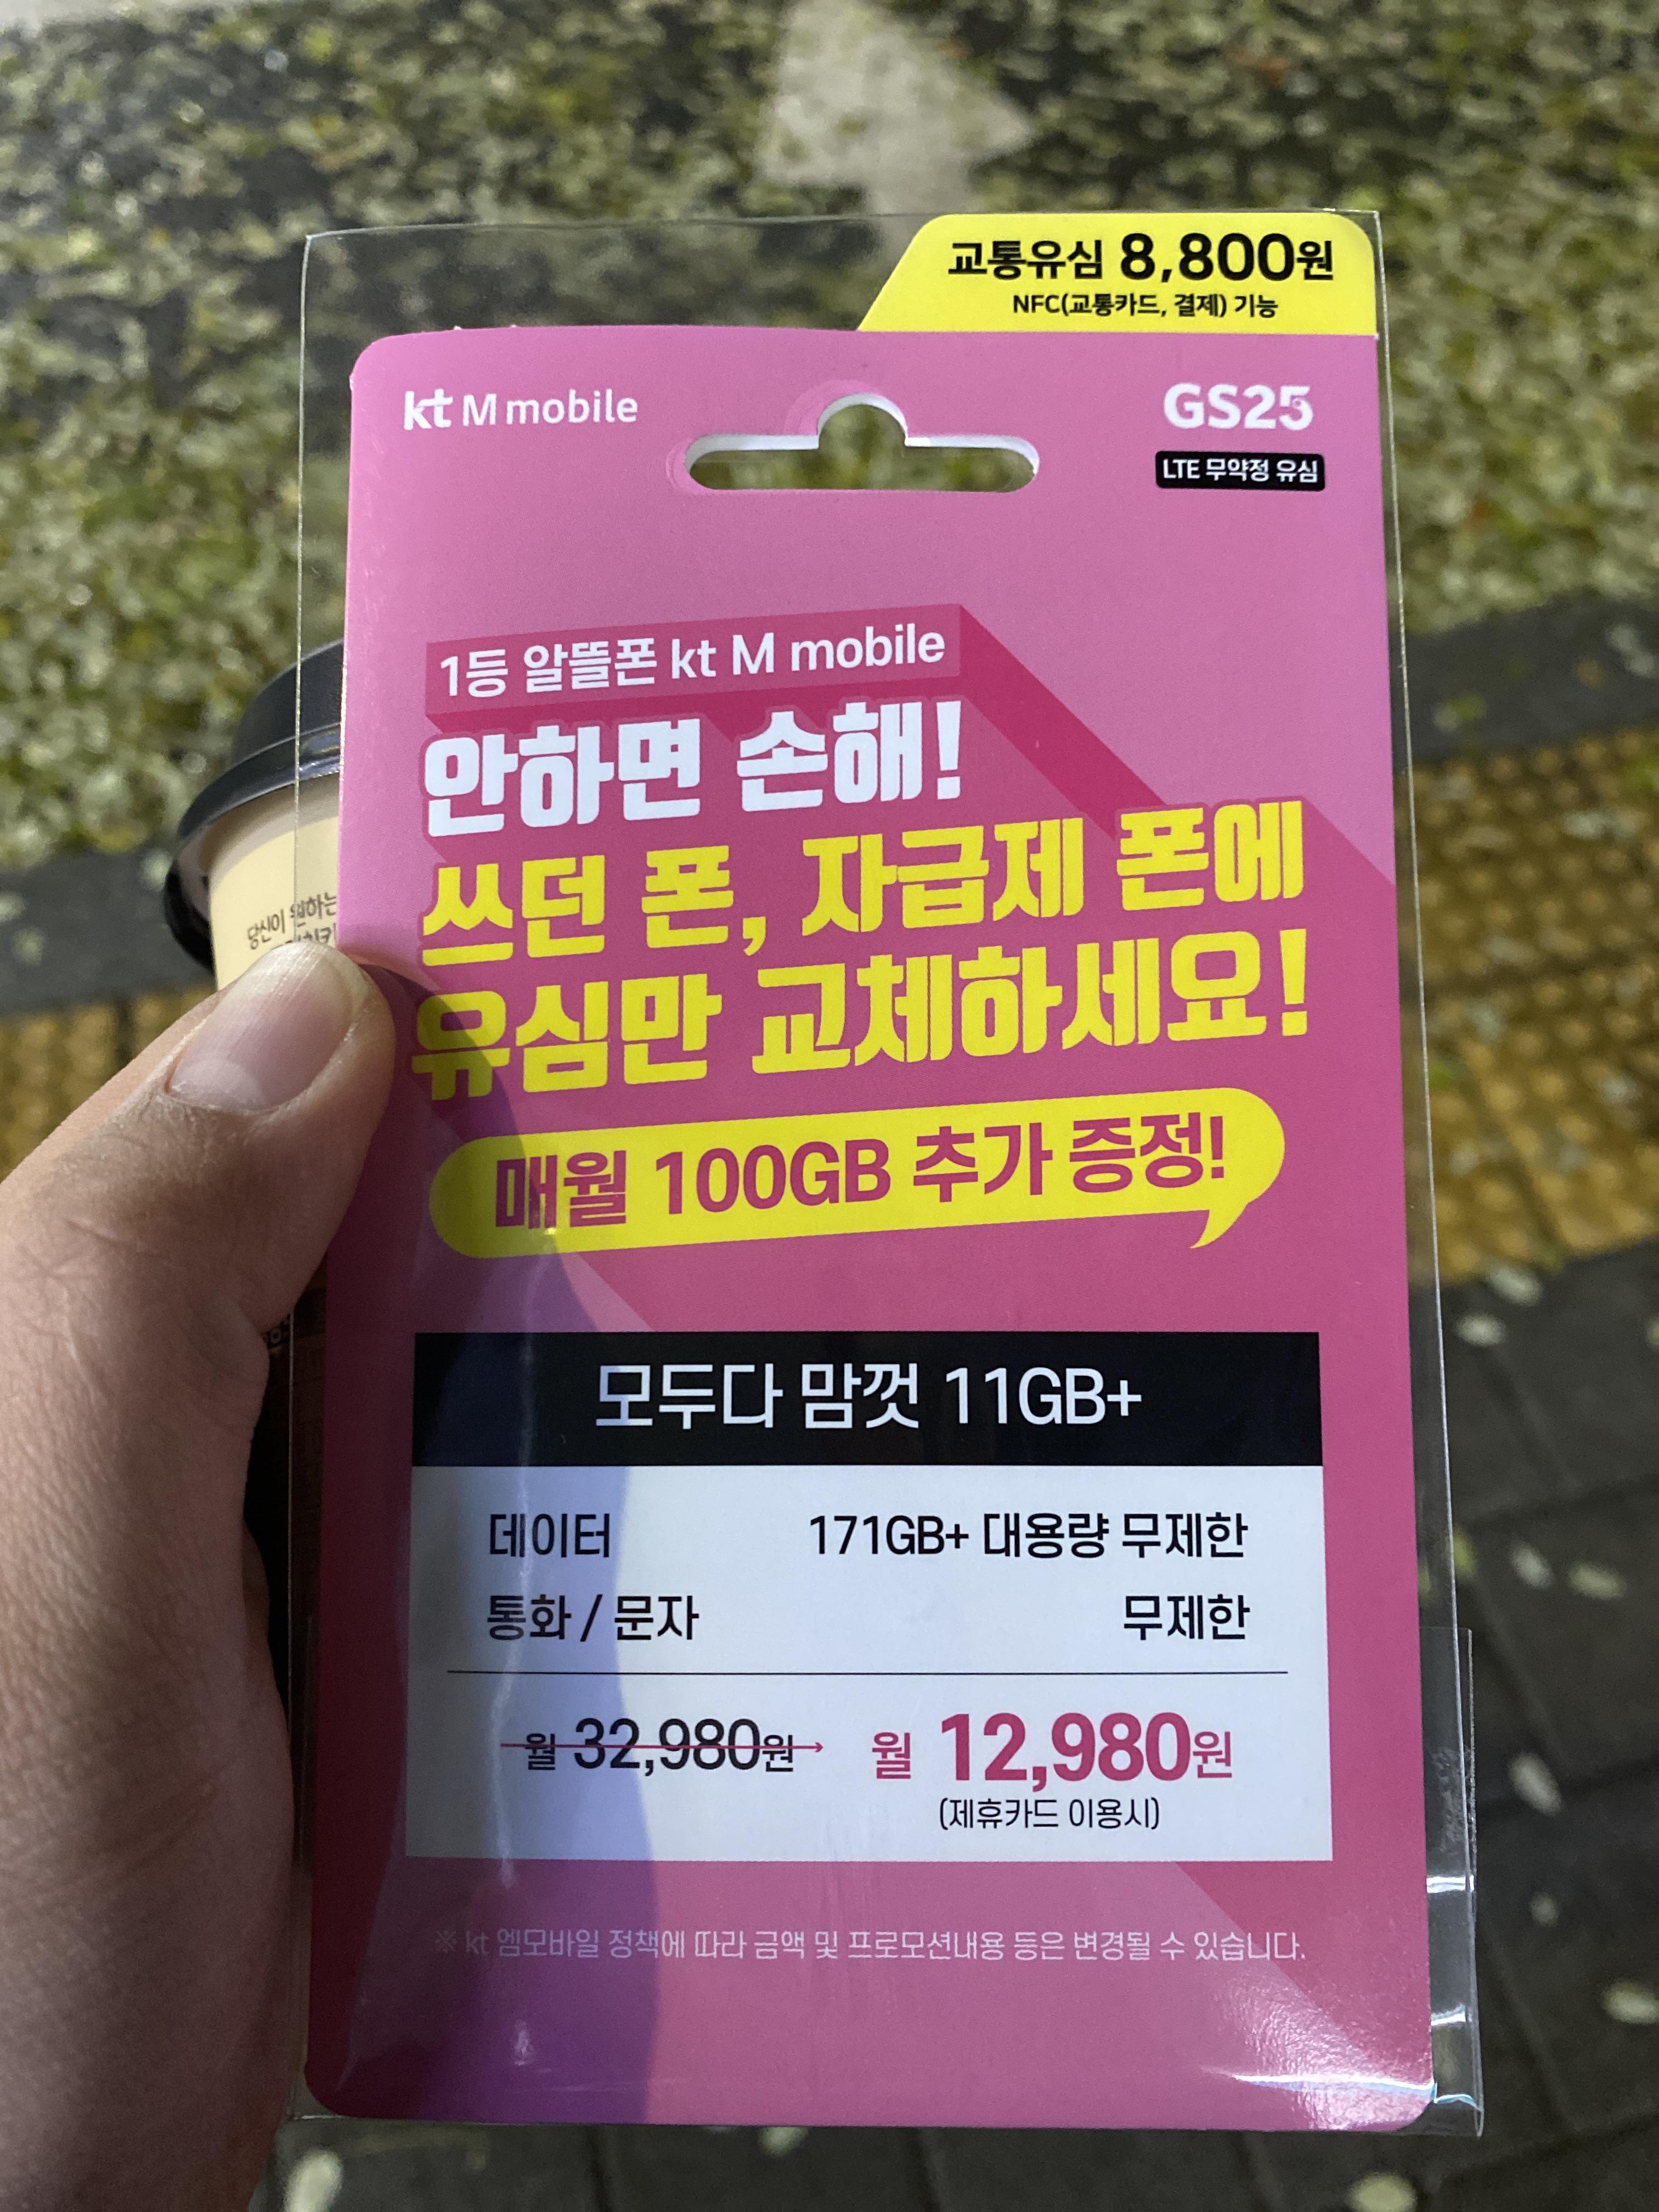 교통유심 8,800원
NFC(교통카드, 결제) 기능
kt M mobile
GS25
LTE 무약정 유심
1등 알뜰폰 kt M mobile
안하면 손해!
쓰던 폰, 자급제 폰에
유심만 교체하세요!
매월 100GB 추가 증정!
당신이 원하는
모두다 맘껏 11GB+
데이터 171GB+ 대용량 무제한
통화 / 문자 무제한
월 32,980원 → 월 12,980원
(제휴카드 이용시)
※ kt 엠모바일 정책에 따라 금액 및 프로모션내용 등은 변경될 수 있습니다.